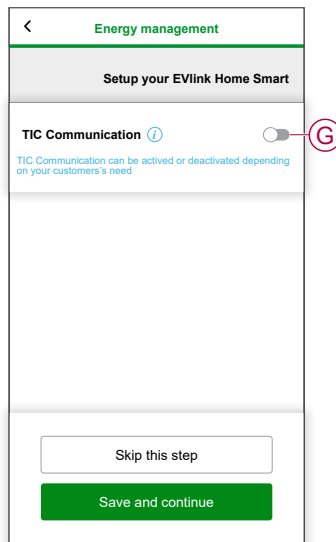 Energy management
Setup your EVlink Home Smart
TIC Communication i
G
TIC Communication can be actived or deactivated depending
on your customers's need
Skip this step
Save and continue